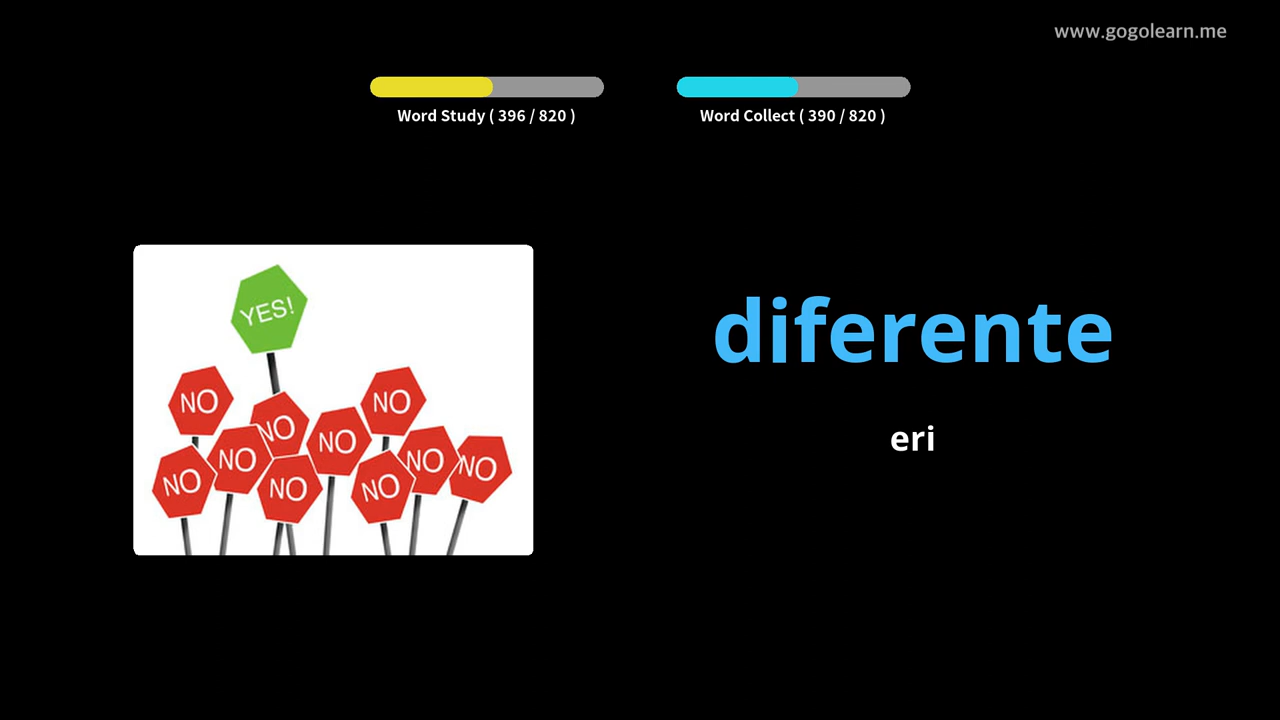 www.gogolearn.me
Word Study ( 396 / 820 )
Word Collect ( 390 / 820 )
YES!
NO
NO
NO
NO
NO
NO
NO
NO
NO
NO
diferente
eri